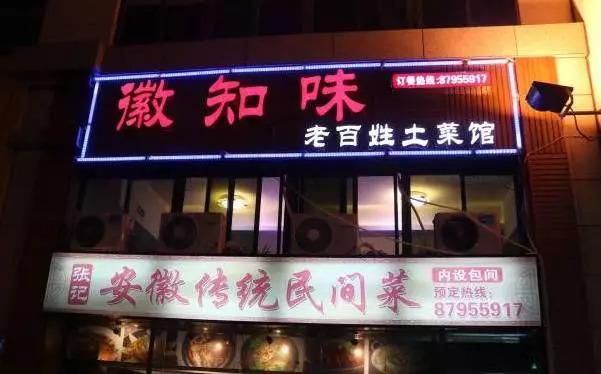 徽知味
订餐热线:87955917
老百姓土菜馆
张记
安徽传统民间菜
内设包间
预定热线:
87955917